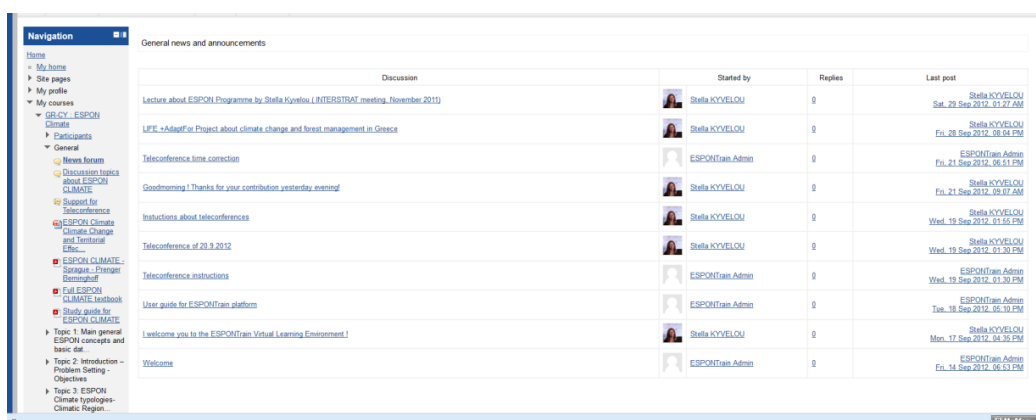 Navigation
Home
My home
Site pages
My profile
My courses
GR-CY : ESPON
Climate
Participants
General
News forum
Discussion topics
about ESPON
CLIMATE
Support for
Teleconference
ESPON Climate
Climate Change
and Territorial
Effec...
ESPON CLIMATE -
Sprague - Prenger
Berninghoff
Full ESPON
CLIMATE textbook
Study guide for
ESPON CLIMATE
Topic 1: Main general
ESPON concepts and
basic dat...
Topic 2: Introduction –
Problem Setting -
Objectives
Topic 3: ESPON
Climate typologies-
Climatic Region...
General news and announcements
Discussion Started by Replies Last post
Lecture about ESPON Programme by Stella Kyvelou ( INTERSTRAT meeting, November 2011) Stella KYVELOU 0 Stella KYVELOU
Sat, 29 Sep 2012, 01:27 AM
LIFE +AdaptFor Project about climate change and forest management in Greece Stella KYVELOU 0 Stella KYVELOU
Fri, 28 Sep 2012, 08:04 PM
Teleconference time correction ESPONTrain Admin 0 ESPONTrain Admin
Fri, 21 Sep 2012, 06:51 PM
Goodmorning ! Thanks for your contribution yesterday evening! Stella KYVELOU 0 Stella KYVELOU
Fri, 21 Sep 2012, 09:07 AM
Instuctions about teleconferences Stella KYVELOU 0 Stella KYVELOU
Wed, 19 Sep 2012, 01:55 PM
Teleconference of 20.9.2012 Stella KYVELOU 0 Stella KYVELOU
Wed, 19 Sep 2012, 01:30 PM
Teleconference instructions ESPONTrain Admin 0 ESPONTrain Admin
Wed, 19 Sep 2012, 01:30 PM
User guide for ESPONTrain platform ESPONTrain Admin 0 ESPONTrain Admin
Tue, 18 Sep 2012, 05:10 PM
I welcome you to the ESPONTrain Virtual Learning Environment ! Stella KYVELOU 0 Stella KYVELOU
Mon, 17 Sep 2012, 04:35 PM
Welcome ESPONTrain Admin 0 ESPONTrain Admin
Fri, 14 Sep 2012, 06:53 PM